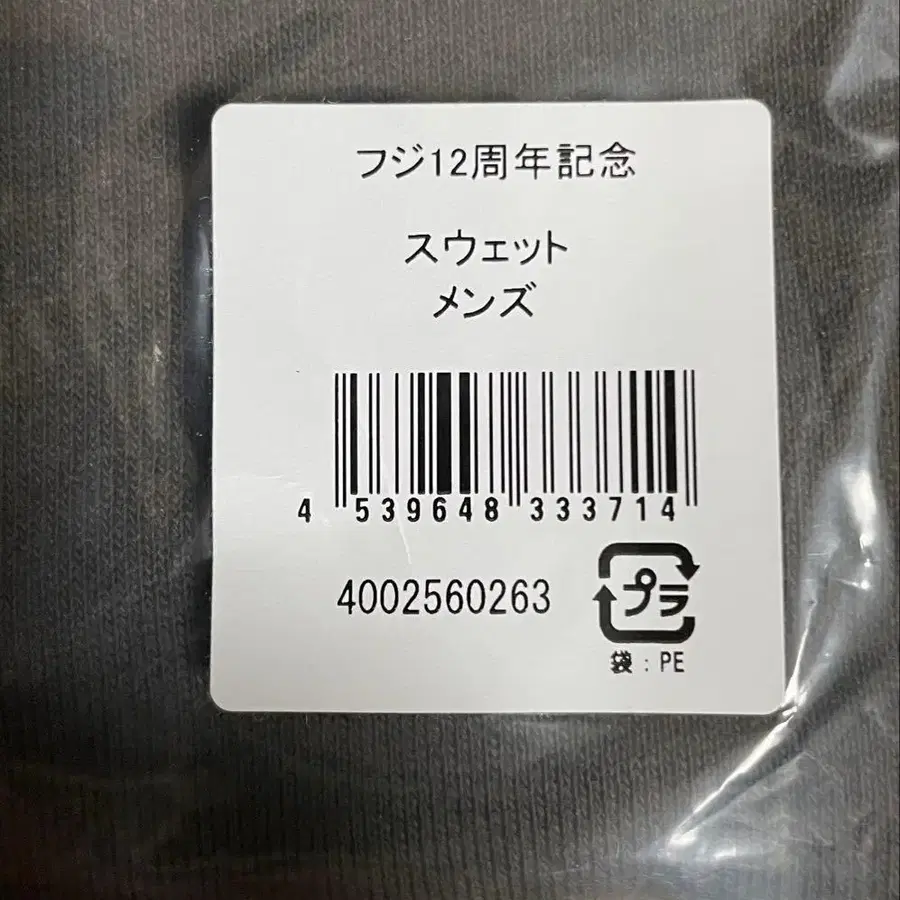 フジ12周年記念
スウェット
メンズ
4 539648 333714
4002560263
プラ
袋：PE